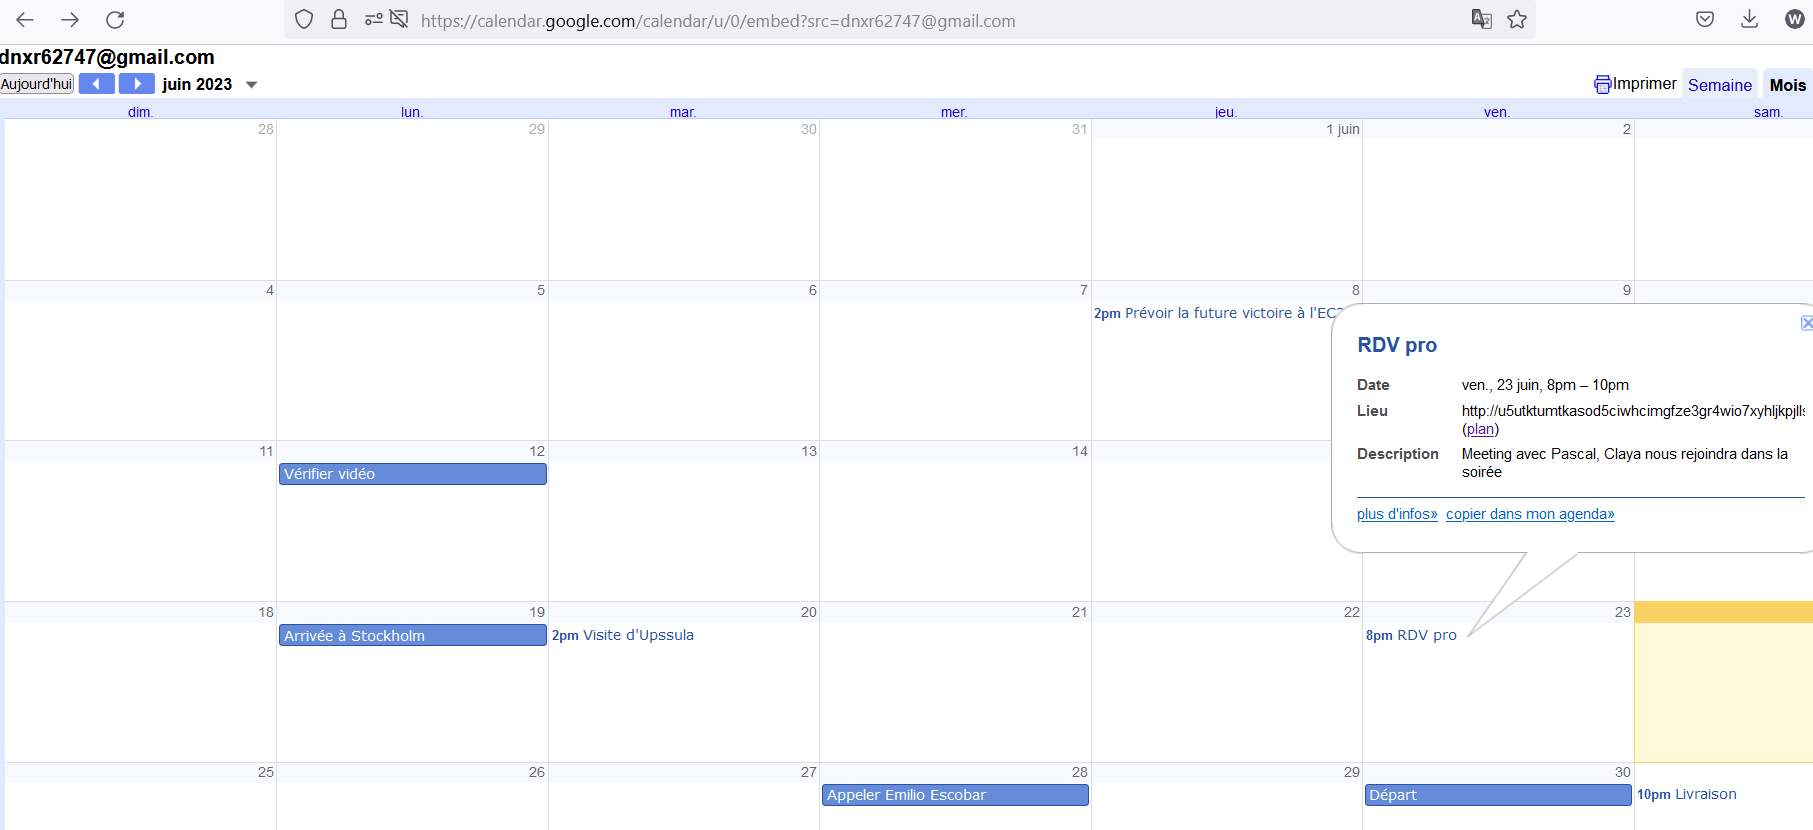 https://calendar.google.com/calendar/u/0/embed?src=dnxr62747@gmail.com
W
dnxr62747@gmail.com
Aujourd'hui juin 2023 Imprimer Semaine Mois
dim. lun. mar. mer. jeu. ven. sam.
28 29 30 31 1 juin 2
4 5 6 7 8 9
2pm Prévoir la future victoire à l'EC2
RDV pro
Date ven., 23 juin, 8pm – 10pm
Lieu http://u5utktumtkasod5ciwhcimgfze3gr4wio7xyhljkpjlls
(plan)
Description Meeting avec Pascal, Claya nous rejoindra dans la
soirée
plus d'infos» copier dans mon agenda»
11 12 13 14
Vérifier vidéo
18 19 20 21 22 23
Arrivée à Stockholm 2pm Visite d'Upssula 8pm RDV pro
25 26 27 28 29 30
Appeler Emilio Escobar Départ 10pm Livraison